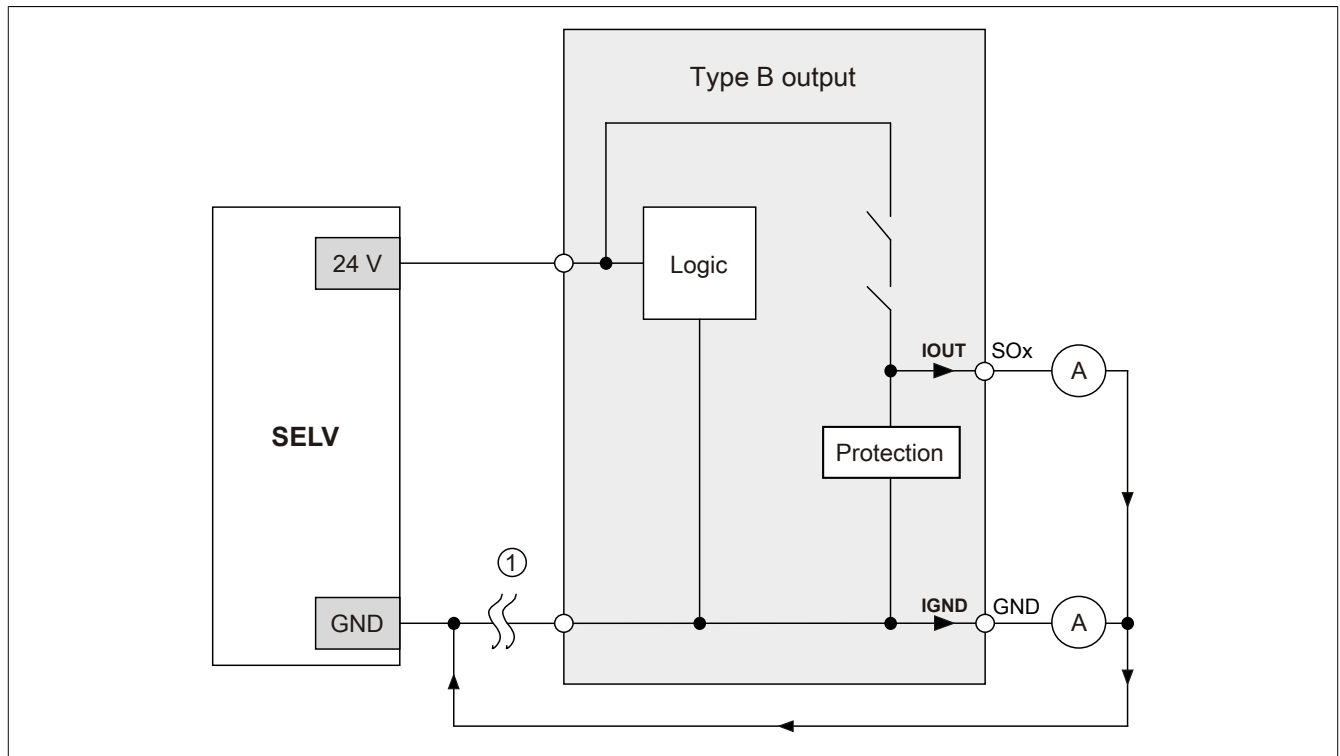 Type B output
24 V
Logic
IOUT
SOx
A
SELV
Protection
1
GND
IGND
GND
A